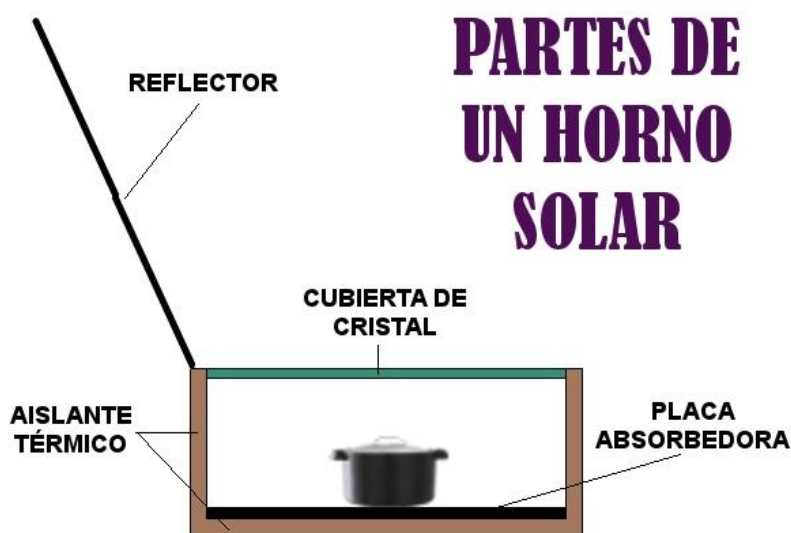 PARTES DE
UN HORNO
SOLAR
REFLECTOR
CUBIERTA DE
CRISTAL
AISLANTE
TÉRMICO
PLACA
ABSORBEDORA